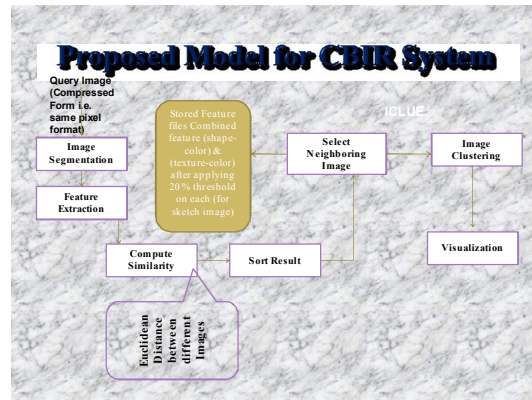 Proposed Model for CBIR System
Query Image
(Compressed
Form i.e.
same pixel
format)
Image
Segmentation
Feature
Extraction
Stored Feature
files Combined
feature (shape-
color) &
(texture-color)
after applying
20% threshold
on each (for
sketch image)
ICLUE
Select
Neighboring
Image
Image
Clustering
Compute
Similarity
Sort Result
Visualization
Euclidean
Distance
between
different
Images